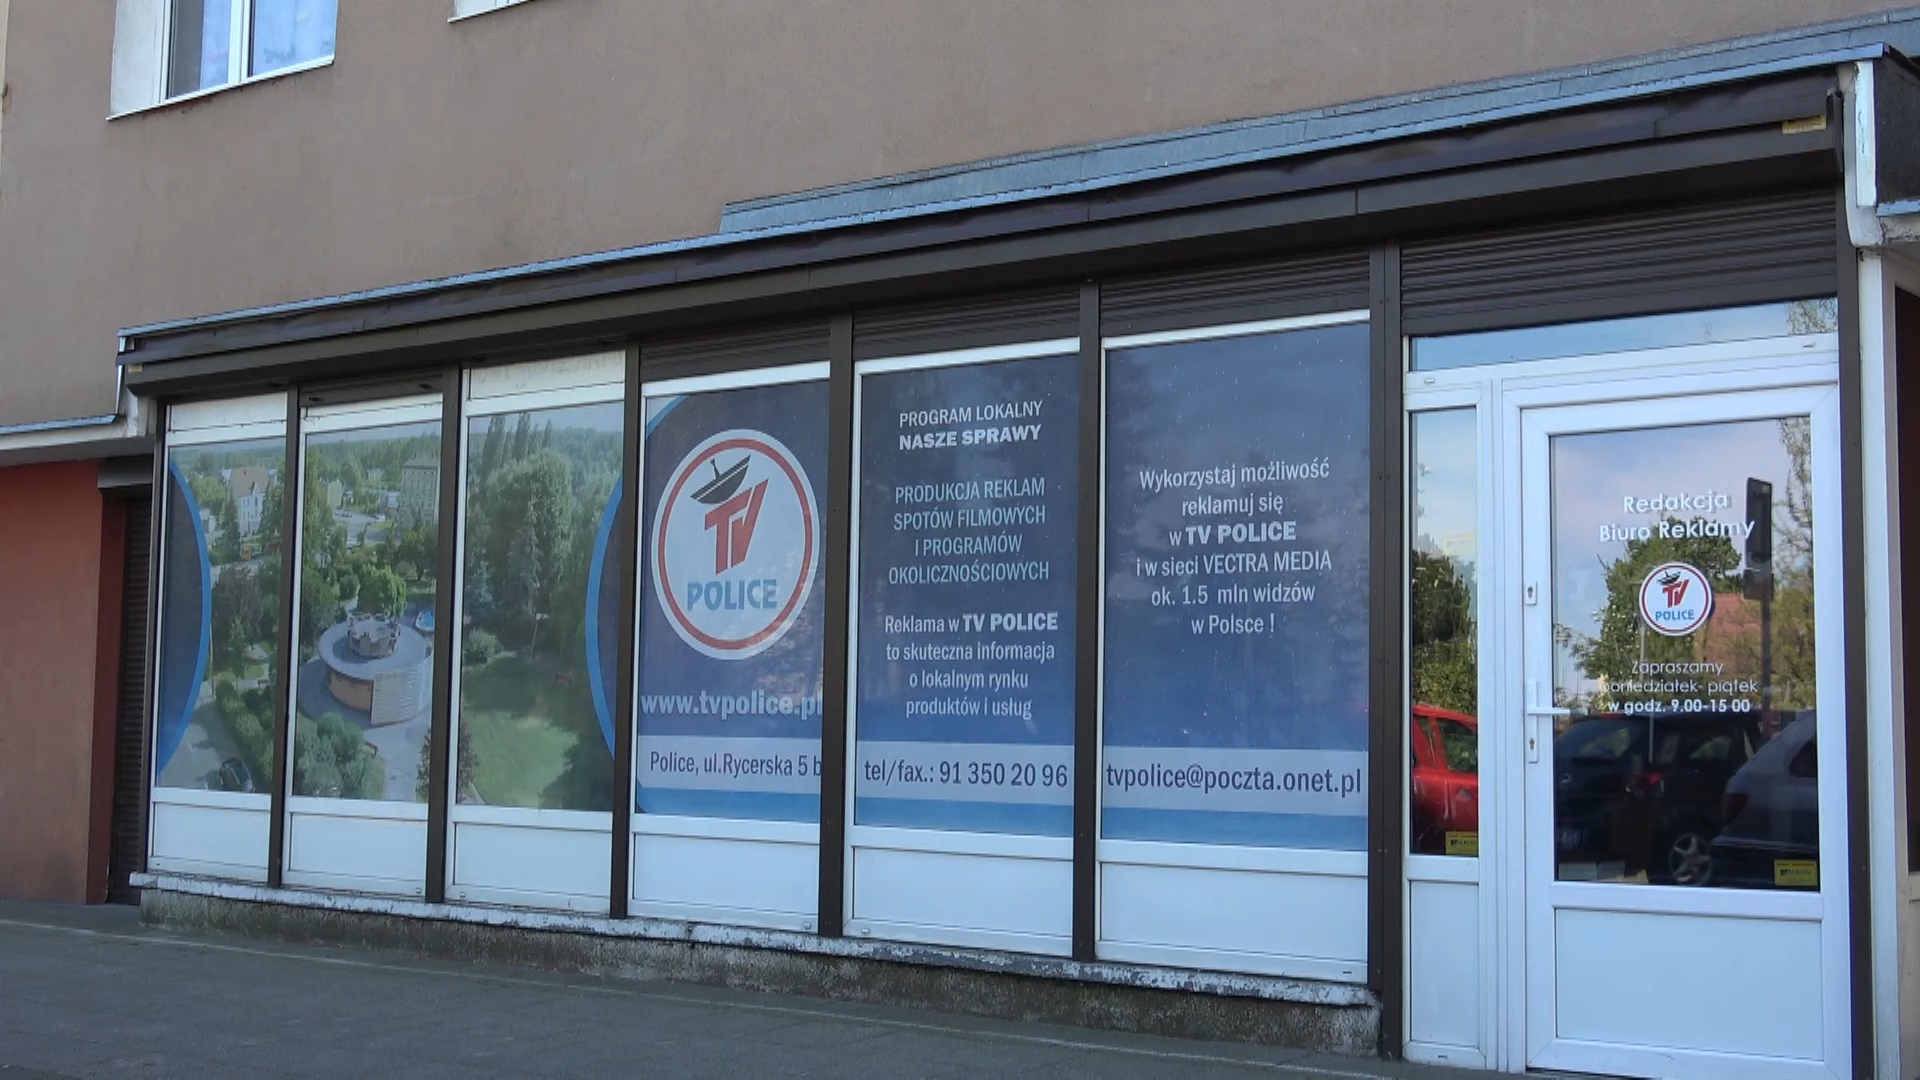 TV
POLICE
www.tvpolice.pl
Police, ul.Rycerska 5 b
PROGRAM LOKALNY
NASZE SPRAWY
PRODUKCJA REKLAM
SPOTÓW FILMOWYCH
I PROGRAMÓW
OKOLICZNOŚCIOWYCH
Reklama w TV POLICE
to skuteczna informacja
o lokalnym rynku
produktów i usług
tel/fax.: 91 350 20 96
Wykorzystaj możliwość
reklamuj się
w TV POLICE
i w sieci VECTRA MEDIA
ok. 1.5 mln widzów
w Polsce !
tvpolice@poczta.onet.pl
Redakcja
Biuro Reklamy
TV
POLICE
Zapraszamy
poniedziałek- piątek
w godz. 9.00-15 00